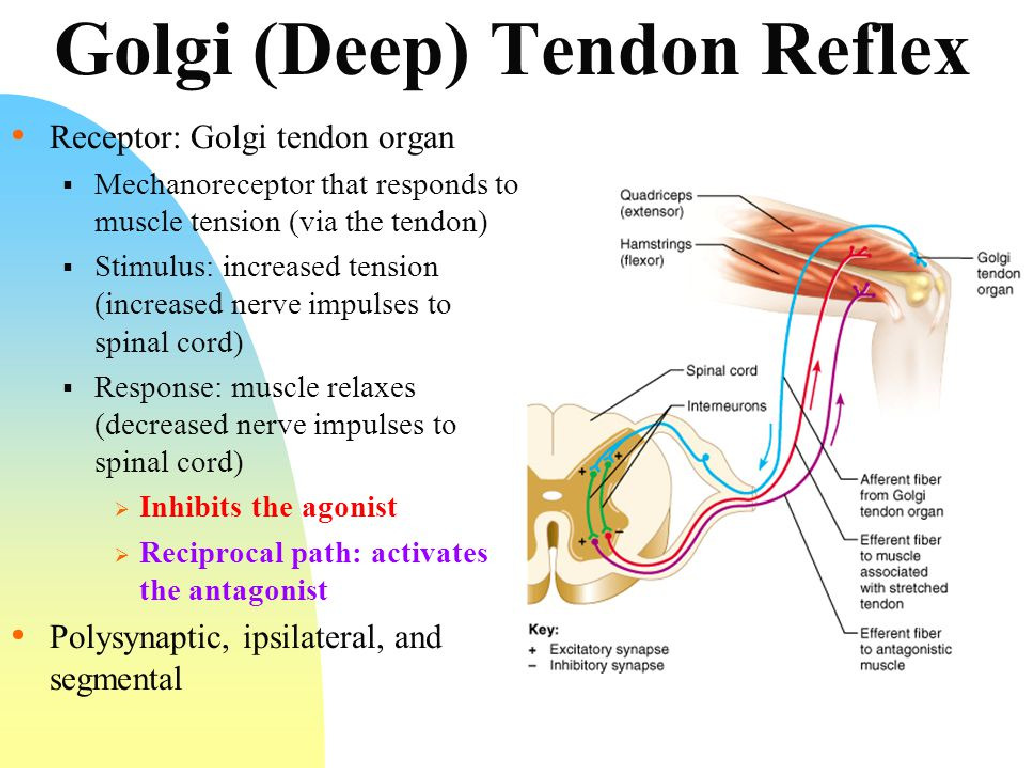 Golgi (Deep) Tendon Reflex
• Receptor: Golgi tendon organ
▪ Mechanoreceptor that responds to
muscle tension (via the tendon)
▪ Stimulus: increased tension
(increased nerve impulses to
spinal cord)
▪ Response: muscle relaxes
(decreased nerve impulses to
spinal cord)
➢ Inhibits the agonist
➢ Reciprocal path: activates
the antagonist
• Polysynaptic, ipsilateral, and
segmental
Quadriceps
(extensor)
Hamstrings
(flexor)
Golgi
tendon
organ
Spinal cord
Interneurons
+
+
+
–
Afferent fiber
from Golgi
tendon organ
Efferent fiber
to muscle
associated
with stretched
tendon
Efferent fiber
to antagonistic
muscle
Key:
+ Excitatory synapse
– Inhibitory synapse